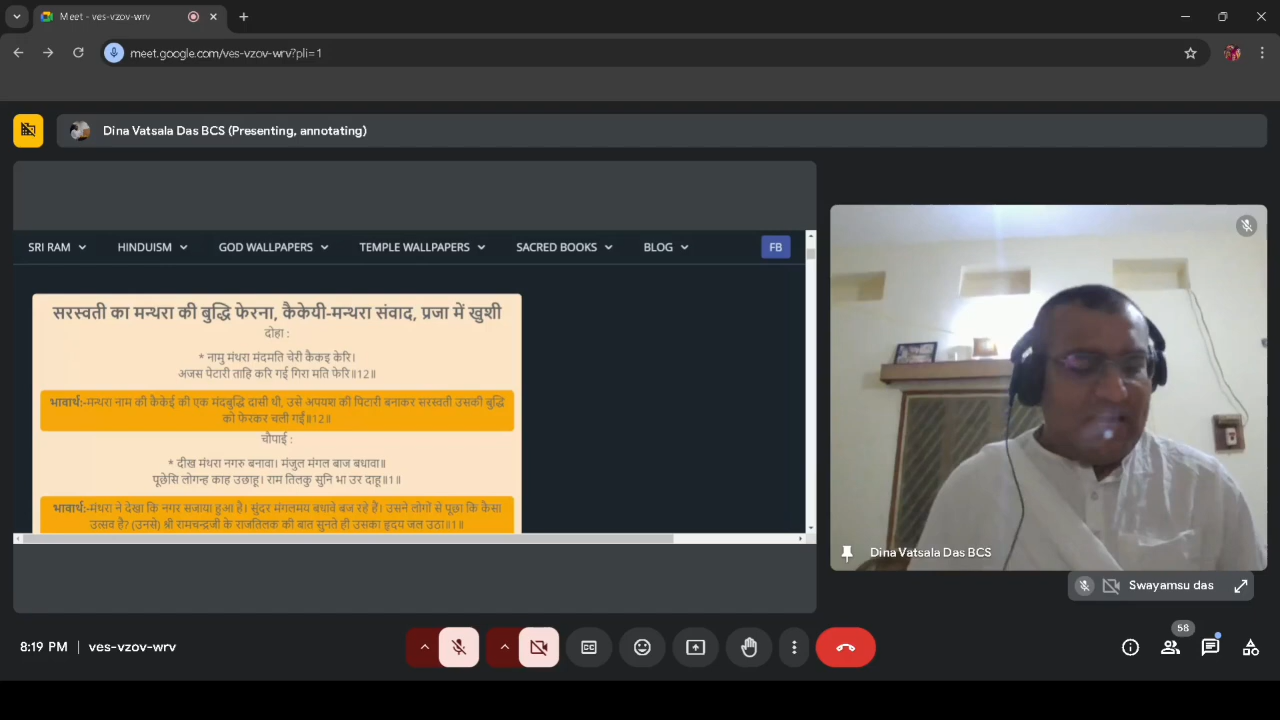 Meet - ves-vzov-wrv
meet.google.com/ves-vzov-wrv?pli=1
Dina Vatsala Das BCS (Presenting, annotating)
SRI RAM HINDUISM GOD WALLPAPERS TEMPLE WALLPAPERS SACRED BOOKS BLOG FB
सरस्वती का मन्थरा की बुद्धि फेरना, कैकेयी-मन्थरा संवाद, प्रजा में खुशी
दोहा :
* नामु मंथरा मंदमति चेरी कैकइ केरि।
अजस पेटारी ताहि करि गई गिरा मति फेरि॥12॥
भावार्थ:-मन्थरा नाम की कैकेई की एक मंदबुद्धि दासी थी, उसे अपयश की पिटारी बनाकर सरस्वती उसकी बुद्धि
को फेरकर चली गईं॥12॥
चौपाई :
* दीख मंथरा नगरु बनावा। मंजुल मंगल बाज बधावा॥
पूछेसि लोगन्ह काह उछाहू। राम तिलकु सुनि भा उर दाहू॥1॥
भावार्थ:-मंथरा ने देखा कि नगर सजाया हुआ है। सुंदर मंगलमय बधावे बज रहे हैं। उसने लोगों से पूछा कि कैसा
उत्सव है? (उनसे) श्री रामचन्द्रजी के राजतिलक की बात सुनते ही उसका हृदय जल उठा॥1॥
Dina Vatsala Das BCS
Swayamsu das
8:19 PM | ves-vzov-wrv
58